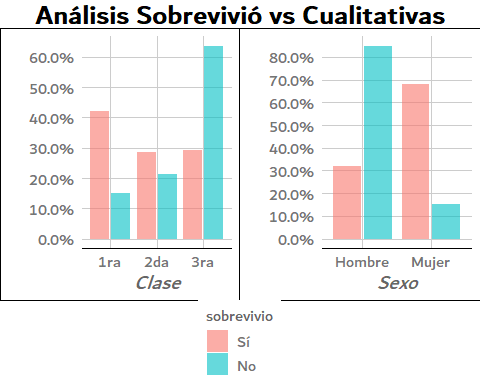 Análisis Sobrevivió vs Cualitativas
60.0%
50.0%
40.0%
30.0%
20.0%
10.0%
0.0%
1ra 2da 3ra
Clase
80.0%
70.0%
60.0%
50.0%
40.0%
30.0%
20.0%
10.0%
0.0%
Hombre Mujer
Sexo
sobrevivio
Sí
No